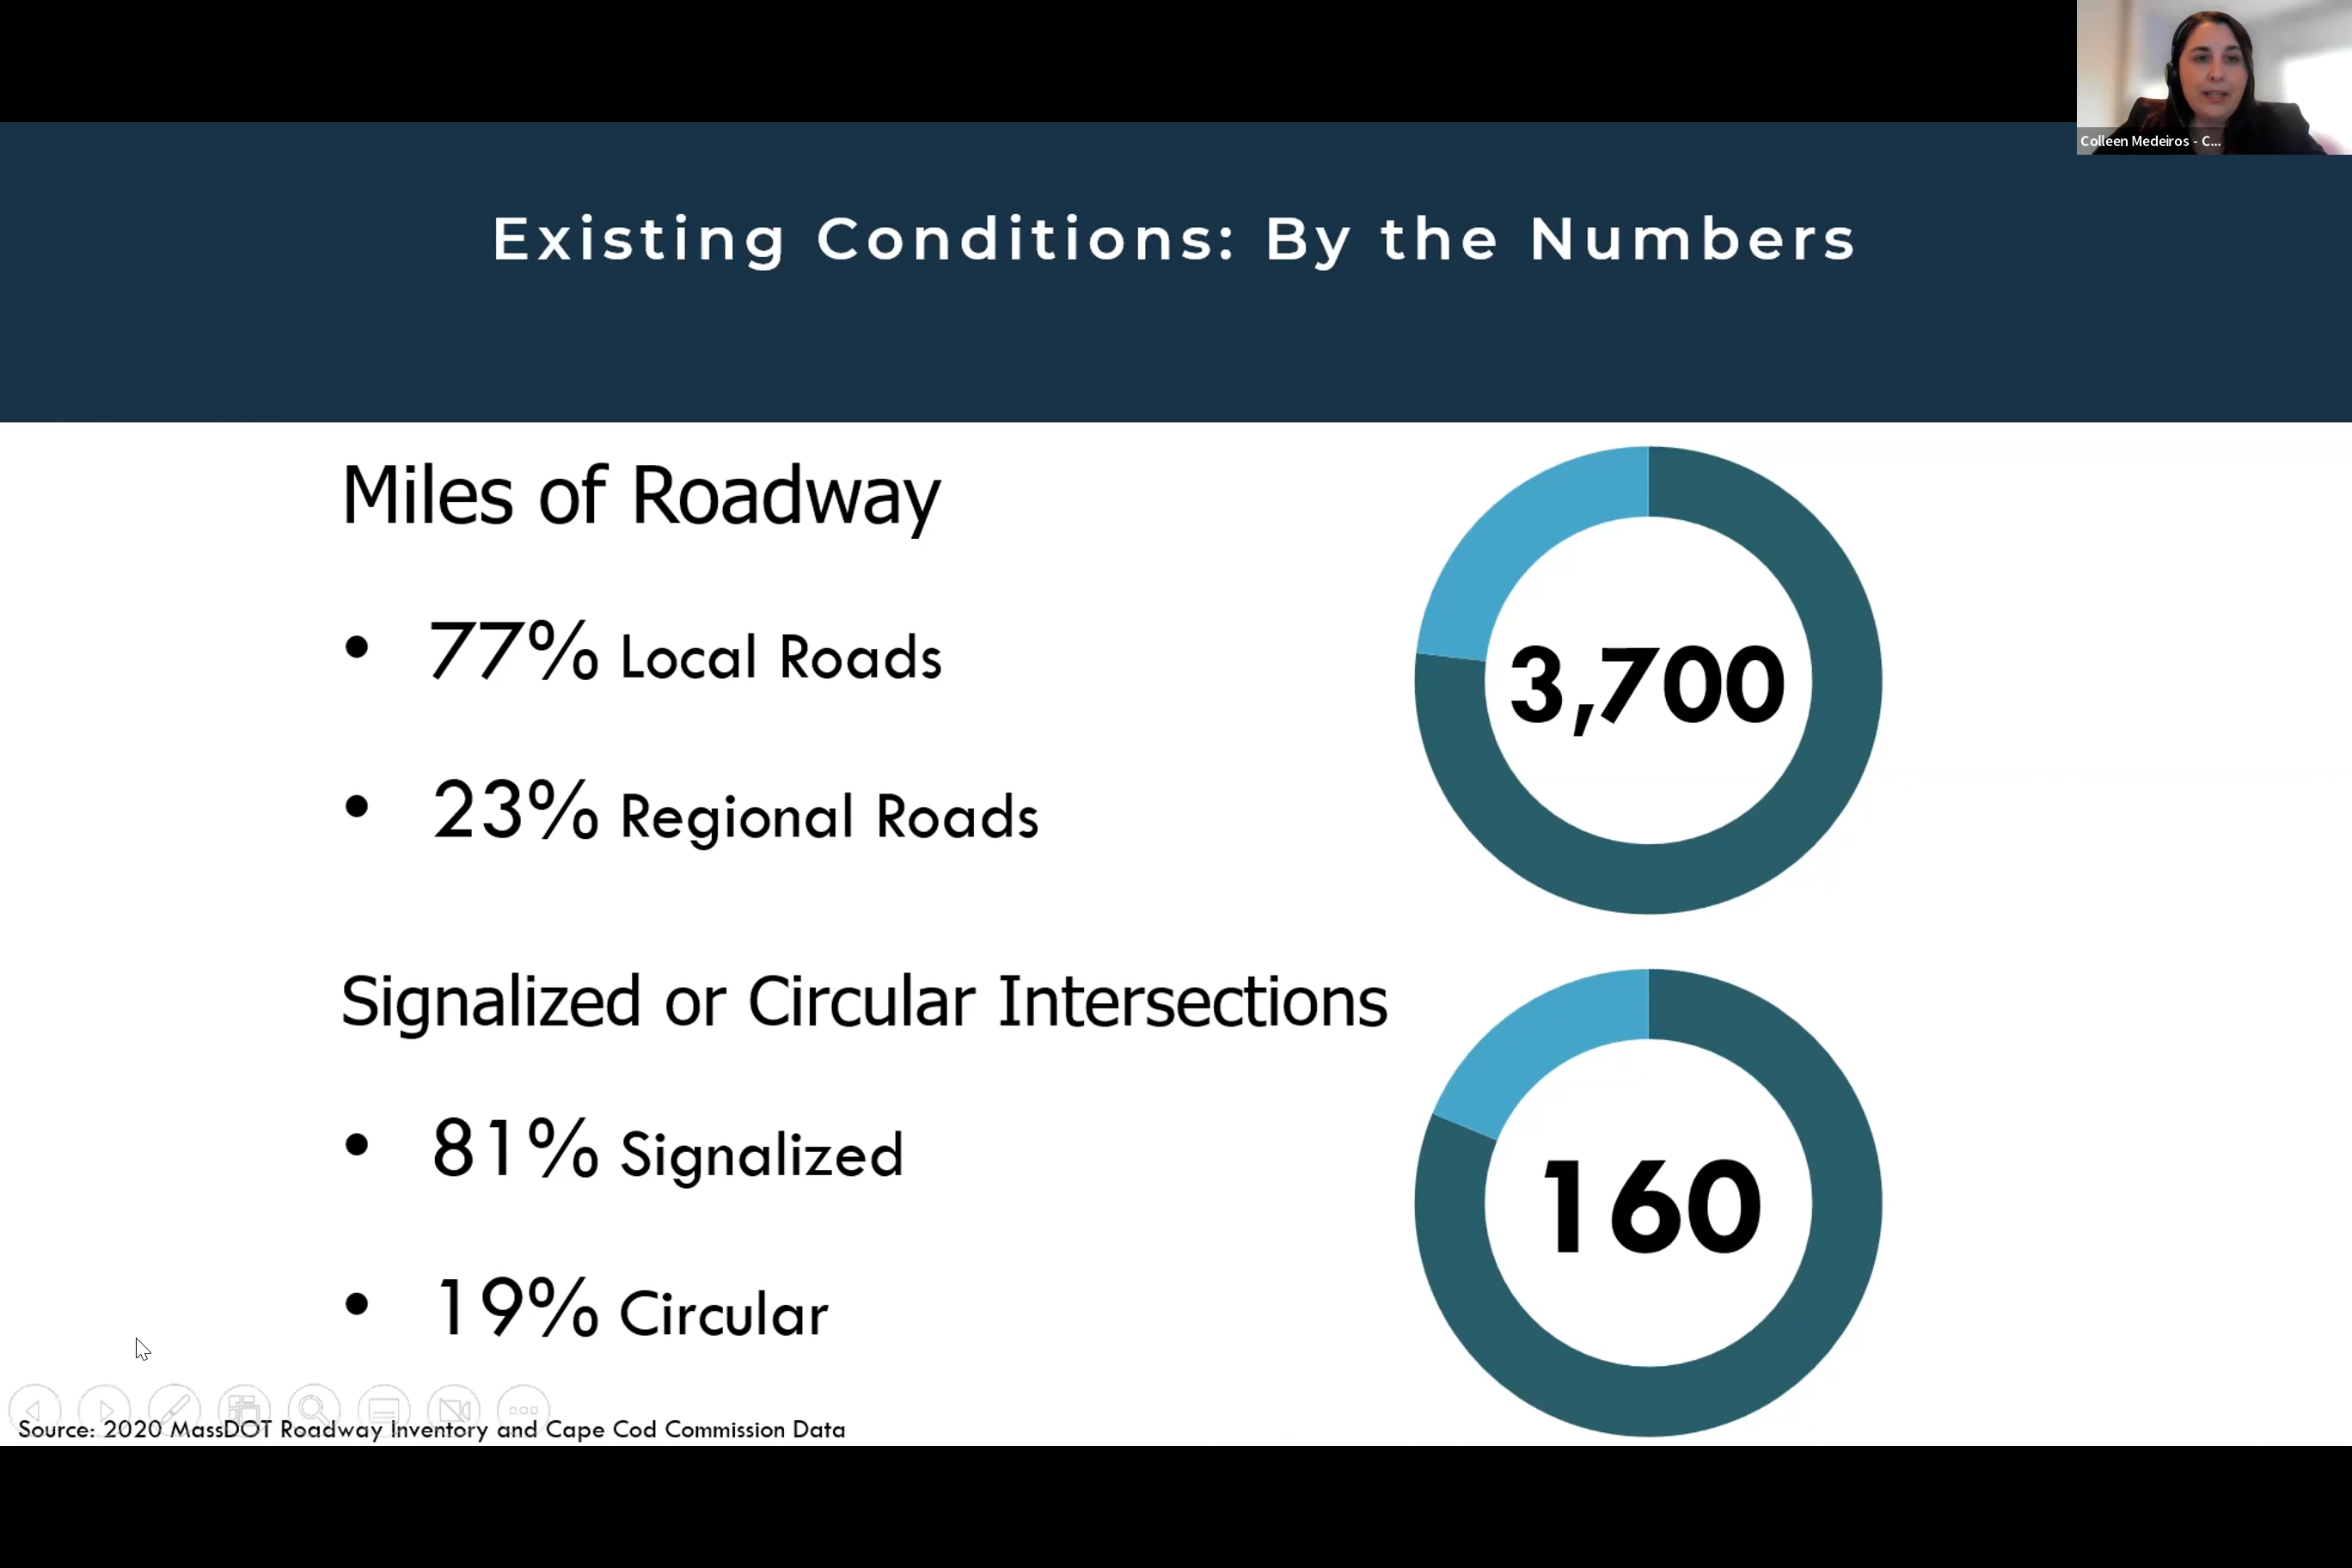 Colleen Medeiros - C...
Existing Conditions: By the Numbers
Miles of Roadway
• 77% Local Roads
• 23% Regional Roads
3,700
Signalized or Circular Intersections
• 81% Signalized
• 19% Circular
160
Source: 2020 MassDOT Roadway Inventory and Cape Cod Commission Data